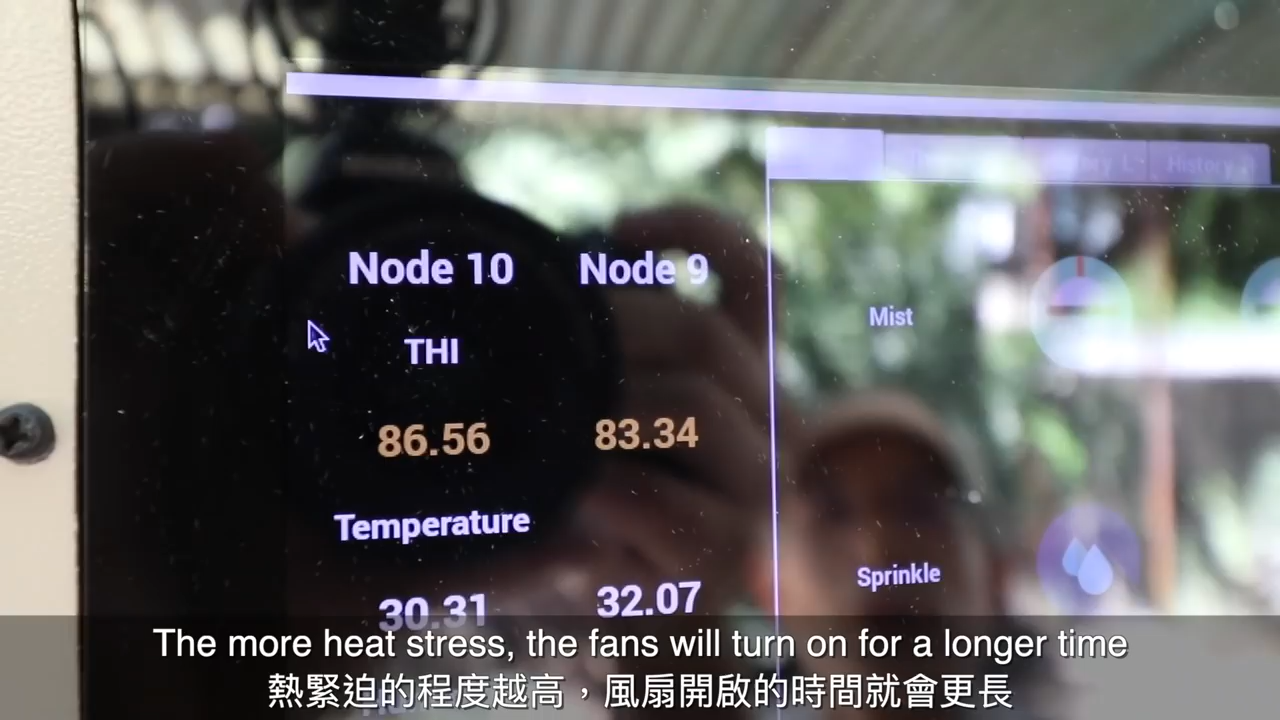 History
Node 10 Node 9
Mist
THI
86.56 83.34
Temperature
Sprinkle
30.31 32.07
The more heat stress, the fans will turn on for a longer time
熱緊迫的程度越高，風扇開啟的時間就會更長